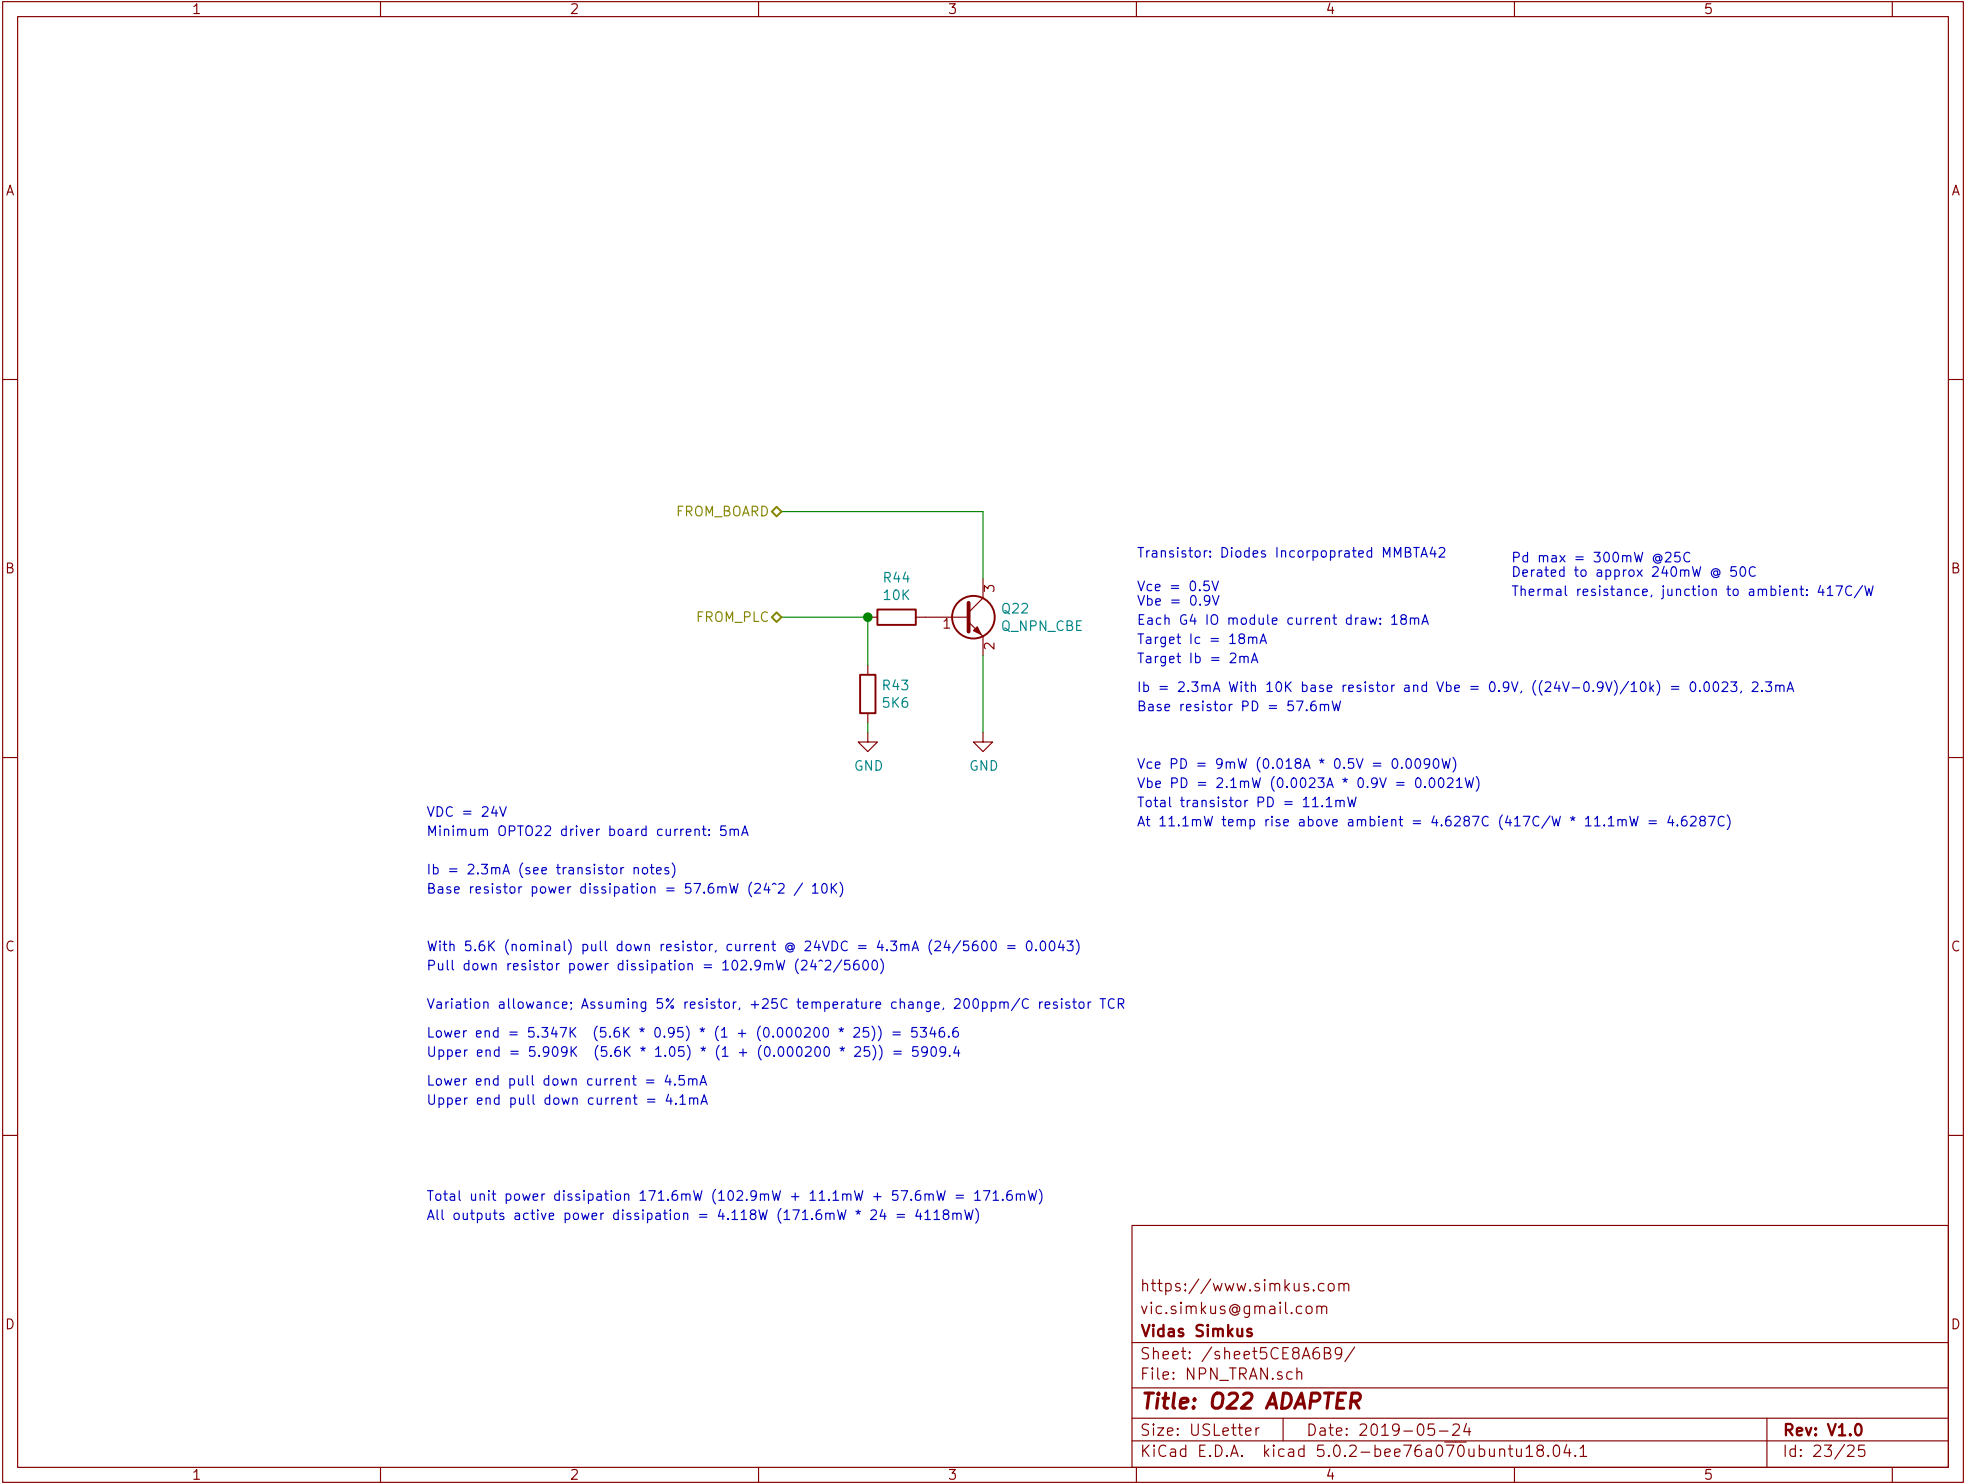 1 2 3 4 5
A A
FROM_BOARD
FROM_PLC
R44
10K
3
1
2
Q22
Q_NPN_CBE
R43
5K6
GND
GND
B B
Transistor: Diodes Incorpoprated MMBTA42
Vce = 0.5V
Vbe = 0.9V
Each G4 IO module current draw: 18mA
Target Ic = 18mA
Target Ib = 2mA
Ib = 2.3mA With 10K base resistor and Vbe = 0.9V, ((24V-0.9V)/10k) = 0.0023, 2.3mA
Base resistor PD = 57.6mW
Vce PD = 9mW (0.018A * 0.5V = 0.0090W)
Vbe PD = 2.1mW (0.0023A * 0.9V = 0.0021W)
Total transistor PD = 11.1mW
At 11.1mW temp rise above ambient = 4.6287C (417C/W * 11.1mW = 4.6287C)
Pd max = 300mW @25C
Derated to approx 240mW @ 50C
Thermal resistance, junction to ambient: 417C/W
VDC = 24V
Minimum OPTO22 driver board current: 5mA
Ib = 2.3mA (see transistor notes)
Base resistor power dissipation = 57.6mW (24^2 / 10K)
C C
With 5.6K (nominal) pull down resistor, current @ 24VDC = 4.3mA (24/5600 = 0.0043)
Pull down resistor power dissipation = 102.9mW (24^2/5600)
Variation allowance; Assuming 5% resistor, +25C temperature change, 200ppm/C resistor TCR
Lower end = 5.347K (5.6K * 0.95) * (1 + (0.000200 * 25)) = 5346.6
Upper end = 5.909K (5.6K * 1.05) * (1 + (0.000200 * 25)) = 5909.4
Lower end pull down current = 4.5mA
Upper end pull down current = 4.1mA
Total unit power dissipation 171.6mW (102.9mW + 11.1mW + 57.6mW = 171.6mW)
All outputs active power dissipation = 4.118W (171.6mW * 24 = 4118mW)
D D
https://www.simkus.com
vic.simkus@gmail.com
Vidas Simkus
Sheet: /sheet5CE8A6B9/
File: NPN_TRAN.sch
Title: O22 ADAPTER
Size: USLetter Date: 2019-05-24 Rev: V1.0
KiCad E.D.A. kicad 5.0.2-bee76a070ubuntu18.04.1 Id: 23/25
1 2 3 4 5